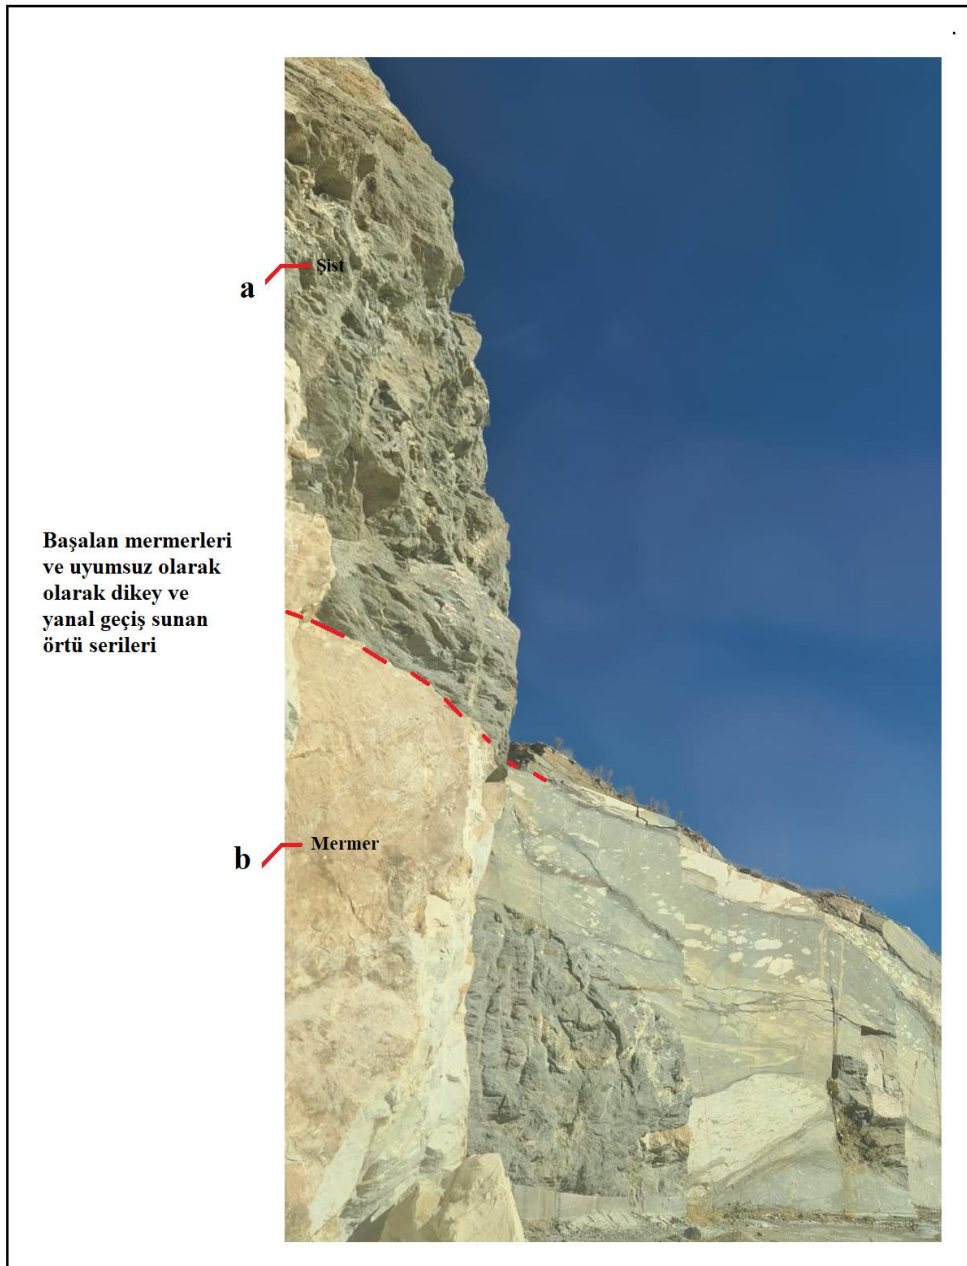 Şist
a
Başalan mermerleri
ve uyumsuz olarak
olarak dikey ve
yanal geçiş sunan
örtü serileri
b
Mermer